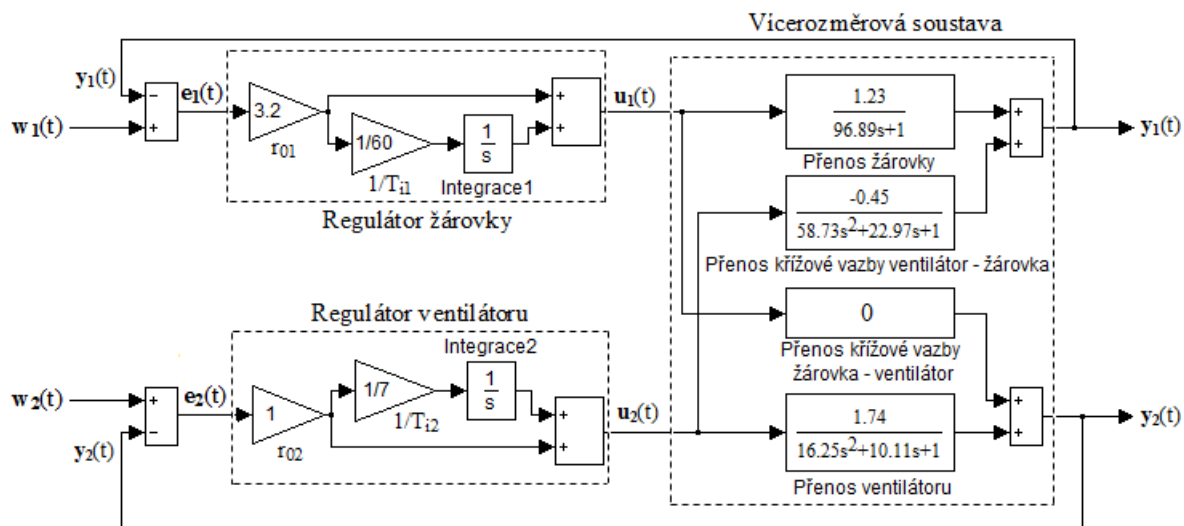 Vícerozměrová soustava
y1(t)
e1(t)
w1(t)
−
+
3.2
r01
1/60
1/Ti1
1
s
Integrace1
+
+
u1(t)
Regulátor žárovky
1.23
96.89s+1
Přenos žárovky
+
+
y1(t)
-0.45
58.73s²+22.97s+1
Přenos křížové vazby ventilátor - žárovka
0
Přenos křížové vazby
žárovka - ventilátor
Regulátor ventilátoru
Integrace2
w2(t)
e2(t)
y2(t)
+
−
1
r02
1/7
1/Ti2
1
s
+
+
u2(t)
1.74
16.25s²+10.11s+1
Přenos ventilátoru
+
+
y2(t)